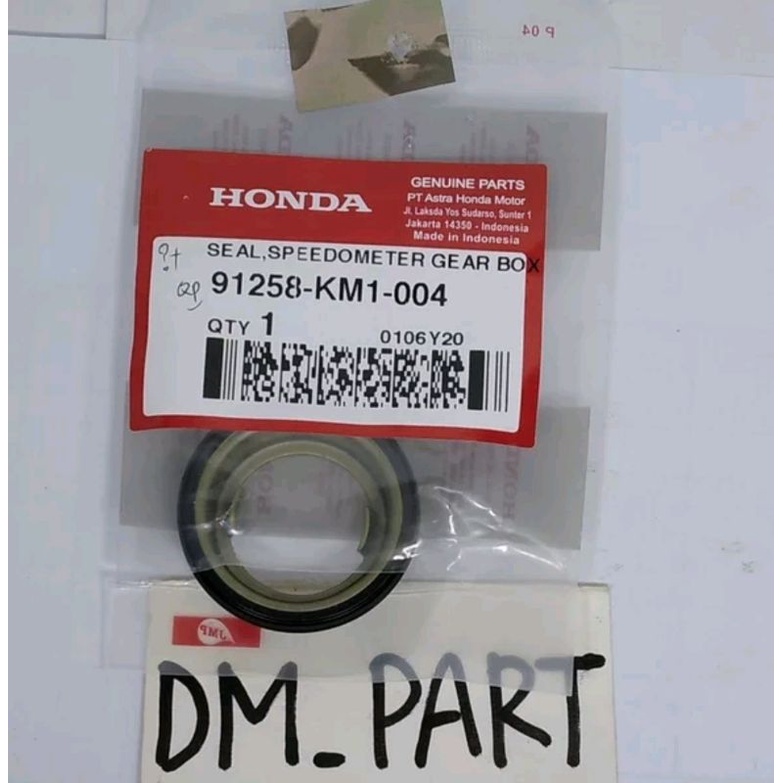 P 04
HONDA
GENUINE PARTS
PT Astra Honda Motor
Jl. Laksda Yos Sudarso, Sunter 1
Jakarta 14350 - Indonesia
Made in Indonesia
SEAL,SPEEDOMETER GEAR BOX
91258-KM1-004
QTY 1
0106Y20
JMP
DM_PART